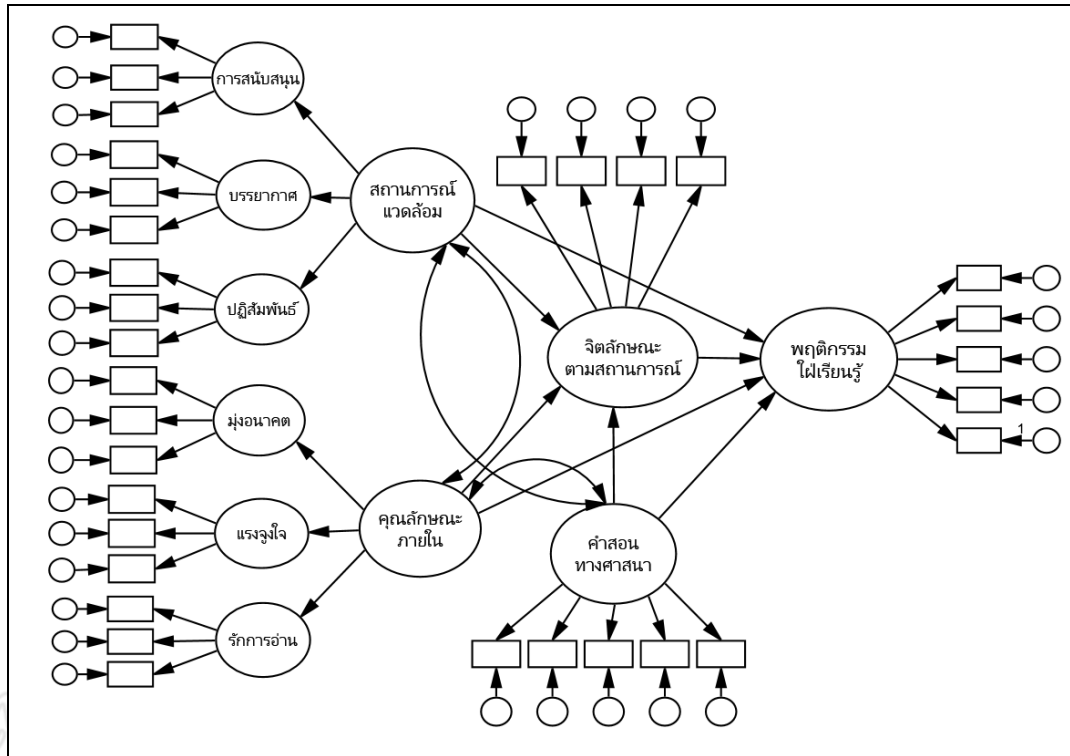 การสนับสนุน
บรรยากาศ
ปฏิสัมพันธ์
มุ่งอนาคต
แรงจูงใจ
รักการอ่าน
สถานการณ์
แวดล้อม
คุณลักษณะ
ภายใน
จิตลักษณะ
ตามสถานการณ์
คำสอน
ทางศาสนา
พฤติกรรม
ใฝ่เรียนรู้
1